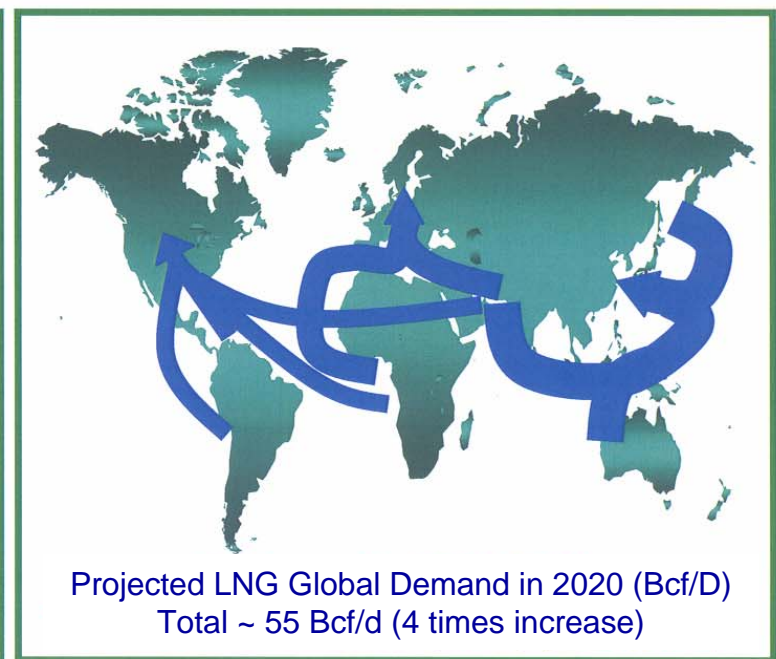 Projected LNG Global Demand in 2020 (Bcf/D)
Total ~ 55 Bcf/d (4 times increase)